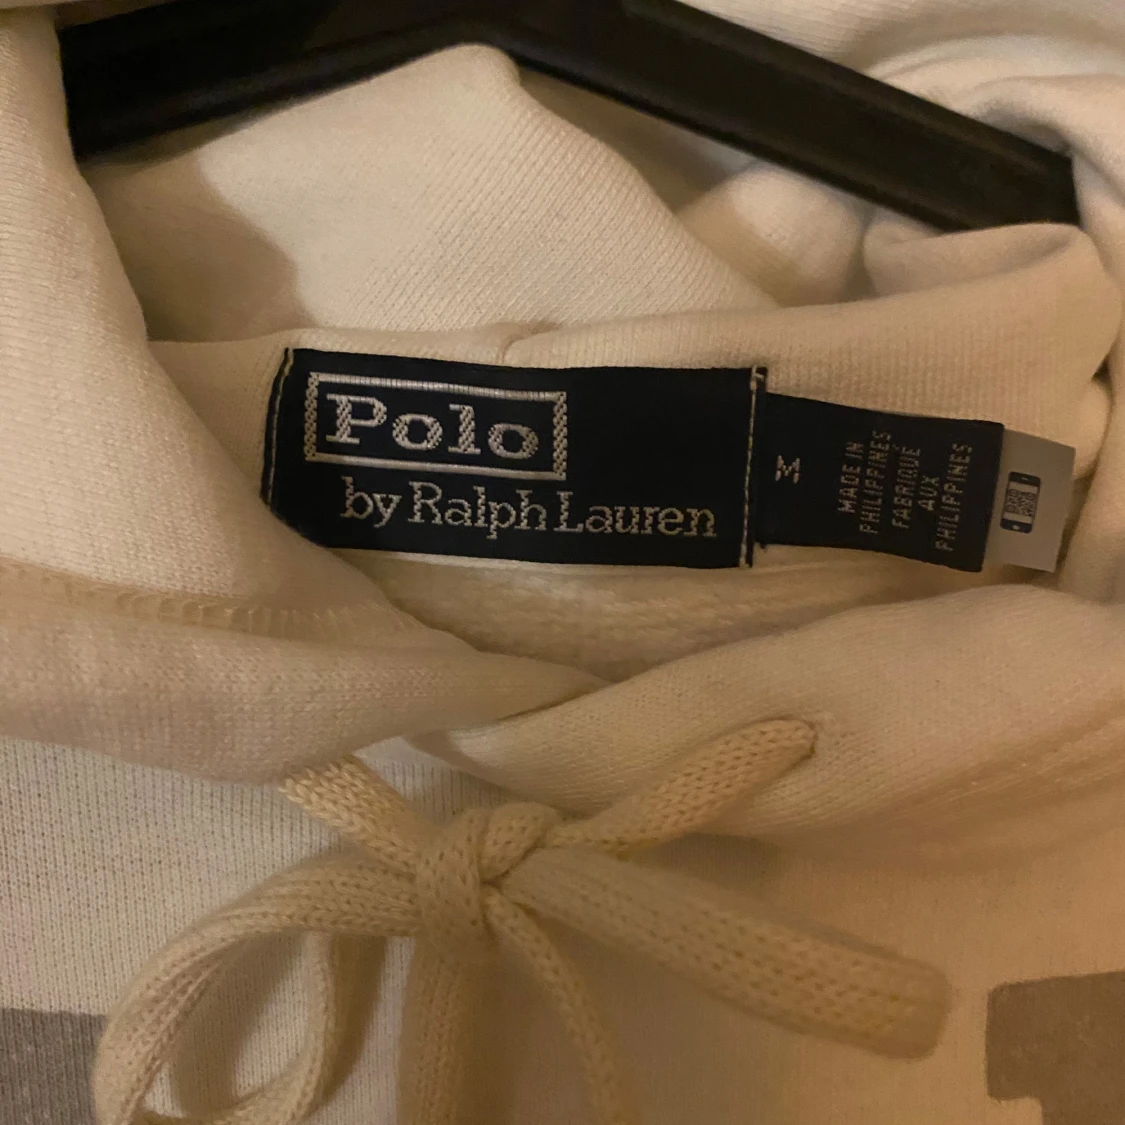 Polo
by Ralph Lauren
M
MADE IN
PHILIPPINES
FABRIQUÉ
AUX
PHILIPPINES